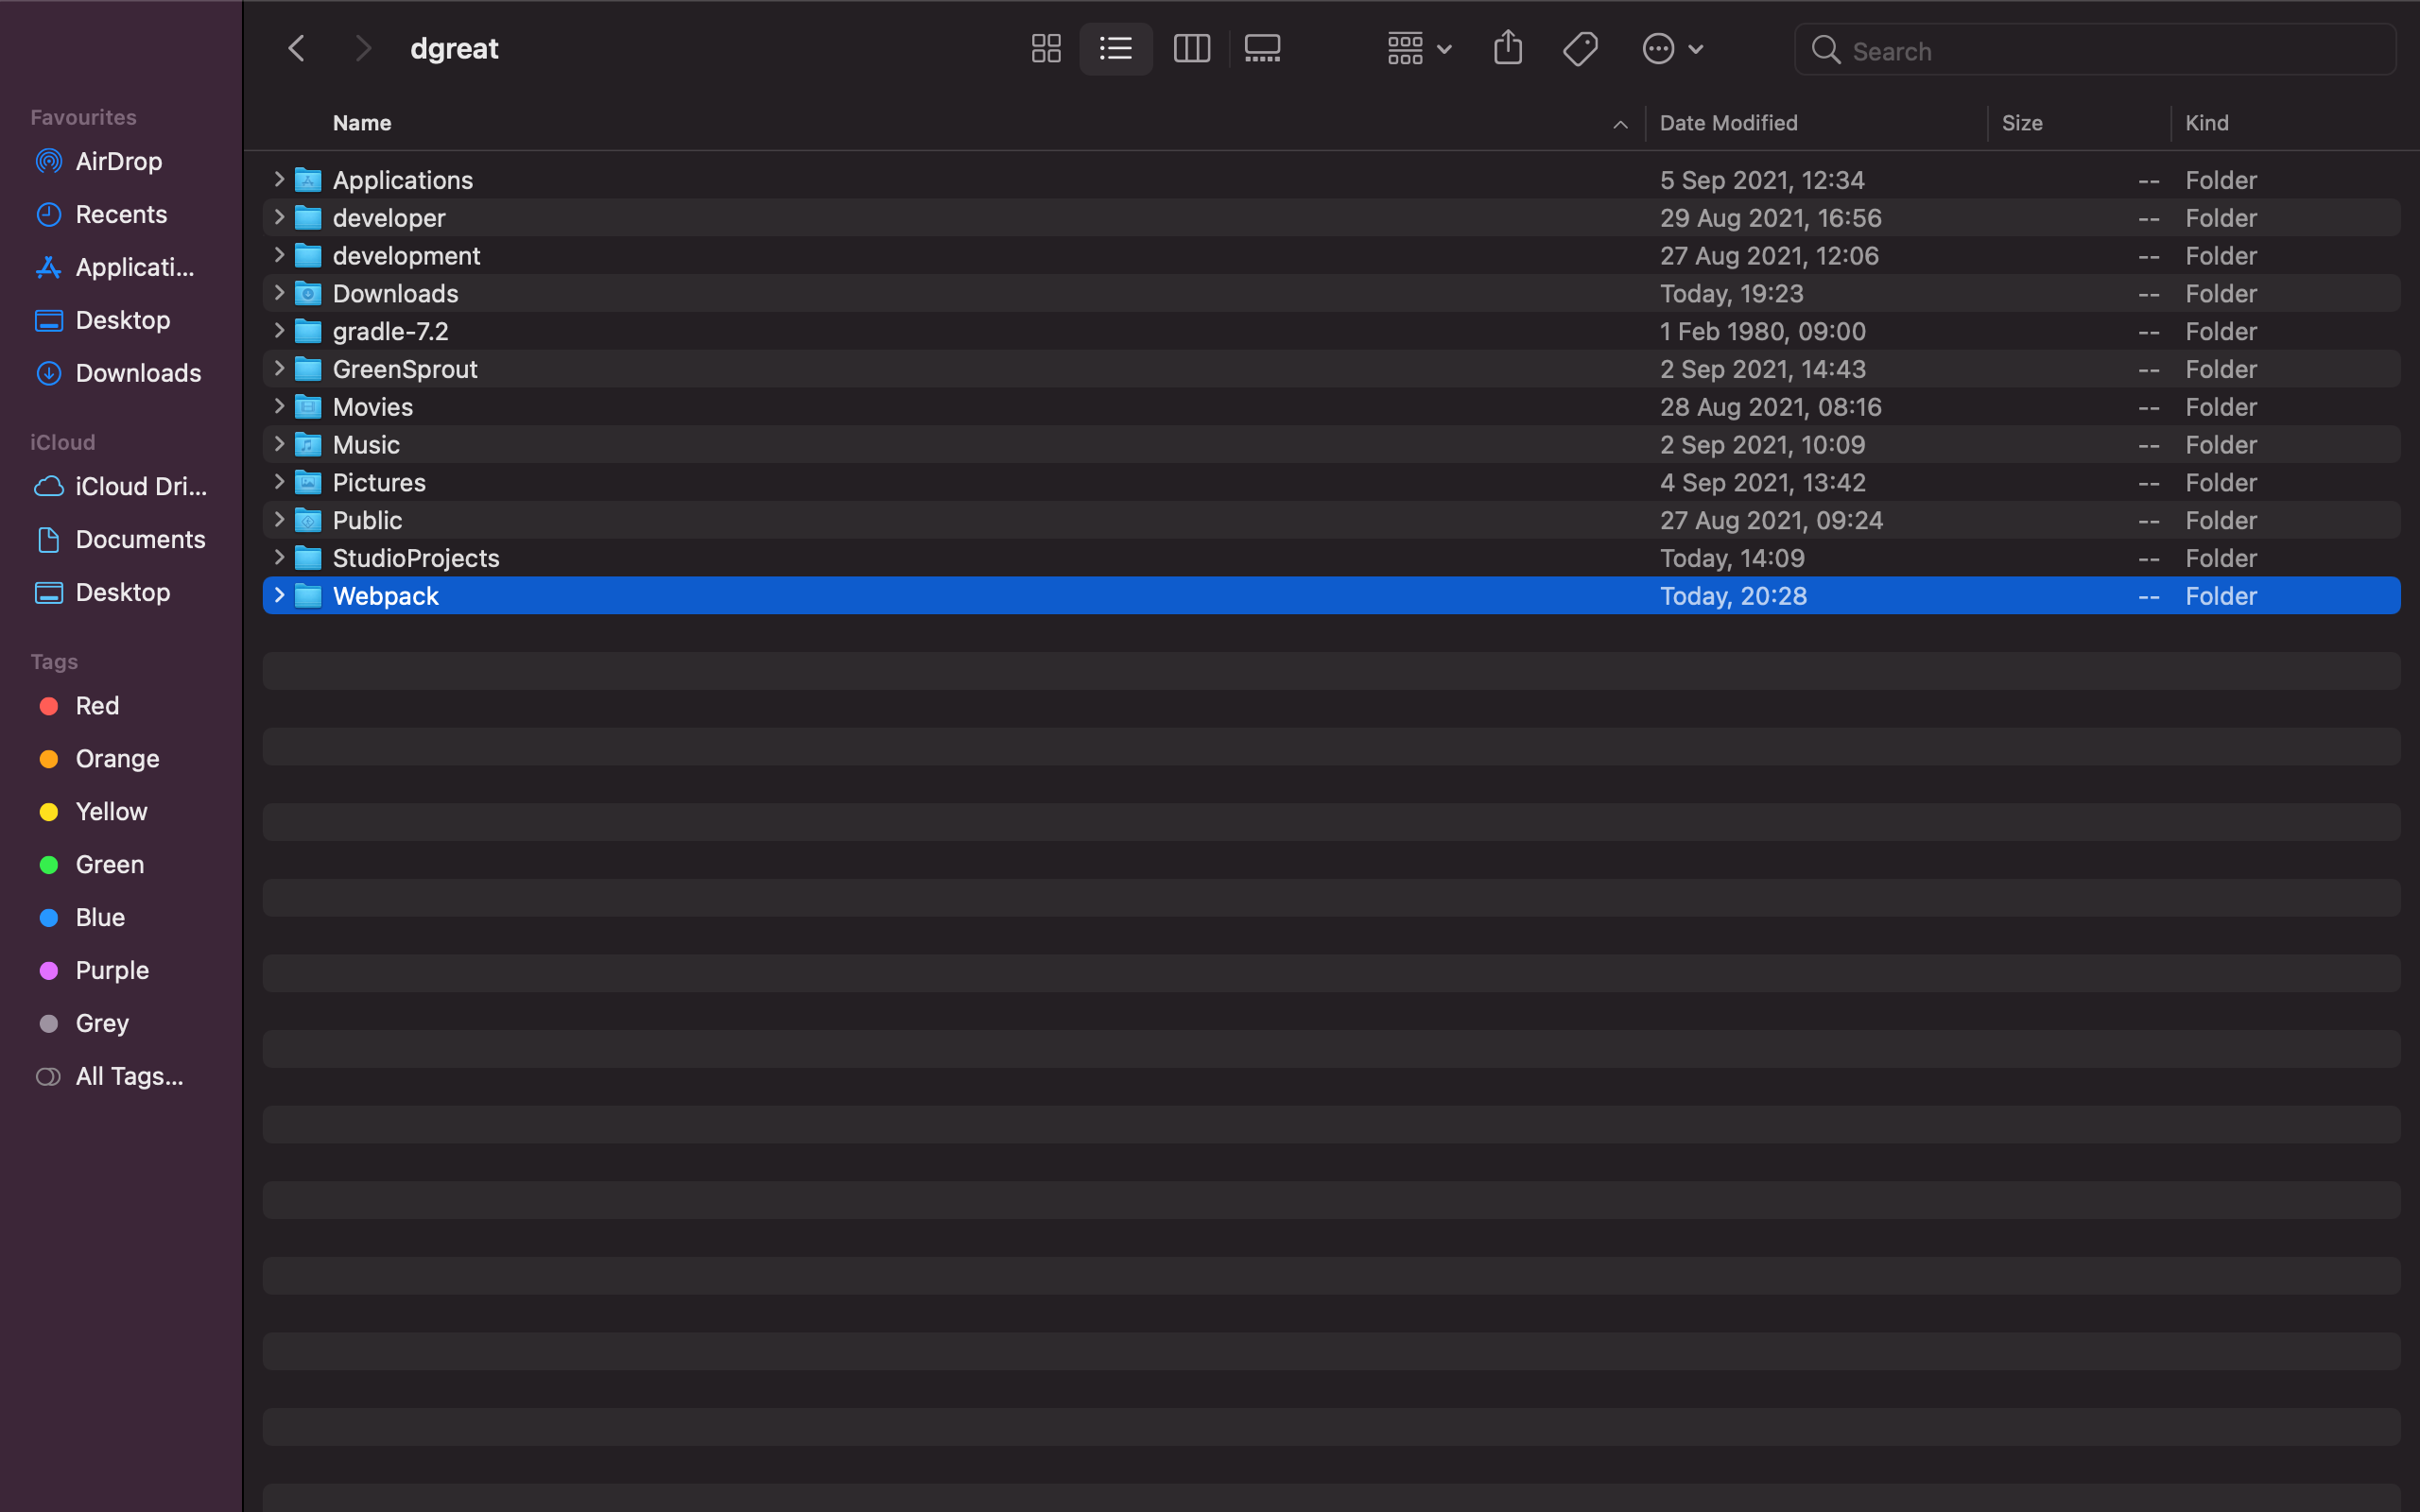 dgreat
Search
Favourites
AirDrop
Recents
Applicati...
Desktop
Downloads
iCloud
iCloud Dri...
Documents
Desktop
Tags
Red
Orange
Yellow
Green
Blue
Purple
Grey
All Tags...
Name Date Modified Size Kind
Applications 5 Sep 2021, 12:34 -- Folder
developer 29 Aug 2021, 16:56 -- Folder
development 27 Aug 2021, 12:06 -- Folder
Downloads Today, 19:23 -- Folder
gradle-7.2 1 Feb 1980, 09:00 -- Folder
GreenSprout 2 Sep 2021, 14:43 -- Folder
Movies 28 Aug 2021, 08:16 -- Folder
Music 2 Sep 2021, 10:09 -- Folder
Pictures 4 Sep 2021, 13:42 -- Folder
Public 27 Aug 2021, 09:24 -- Folder
StudioProjects Today, 14:09 -- Folder
Webpack Today, 20:28 -- Folder